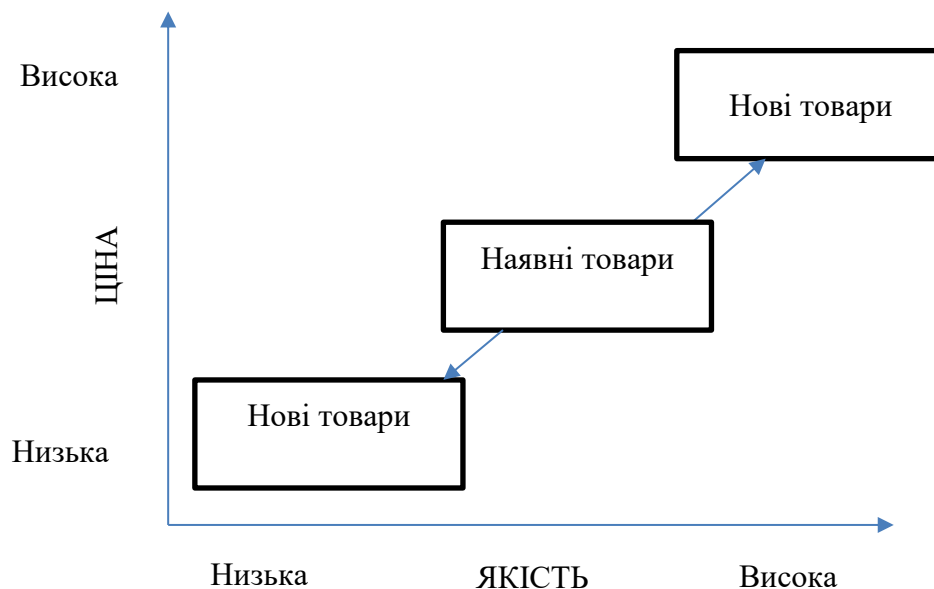 Висока
Нові товари
ЦІНА
Наявні товари
Нові товари
Низька
Низька
ЯКІСТЬ
Висока